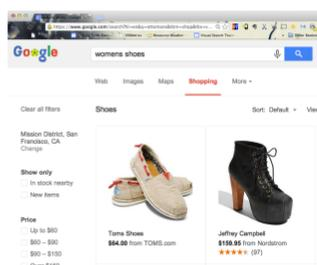 Google
womens shoes
Web Images Maps Shopping More
Clear all filters
Shoes
Sort: Default
Mission District, San
Francisco, CA
Change
Show only
In stock nearby
New items
Price
Up to $60
$60 – $90
$90 – $150
Toms Shoes
$64.00 from TOMS.com
Jeffrey Campbell
$159.95 from Nordstrom
(97)